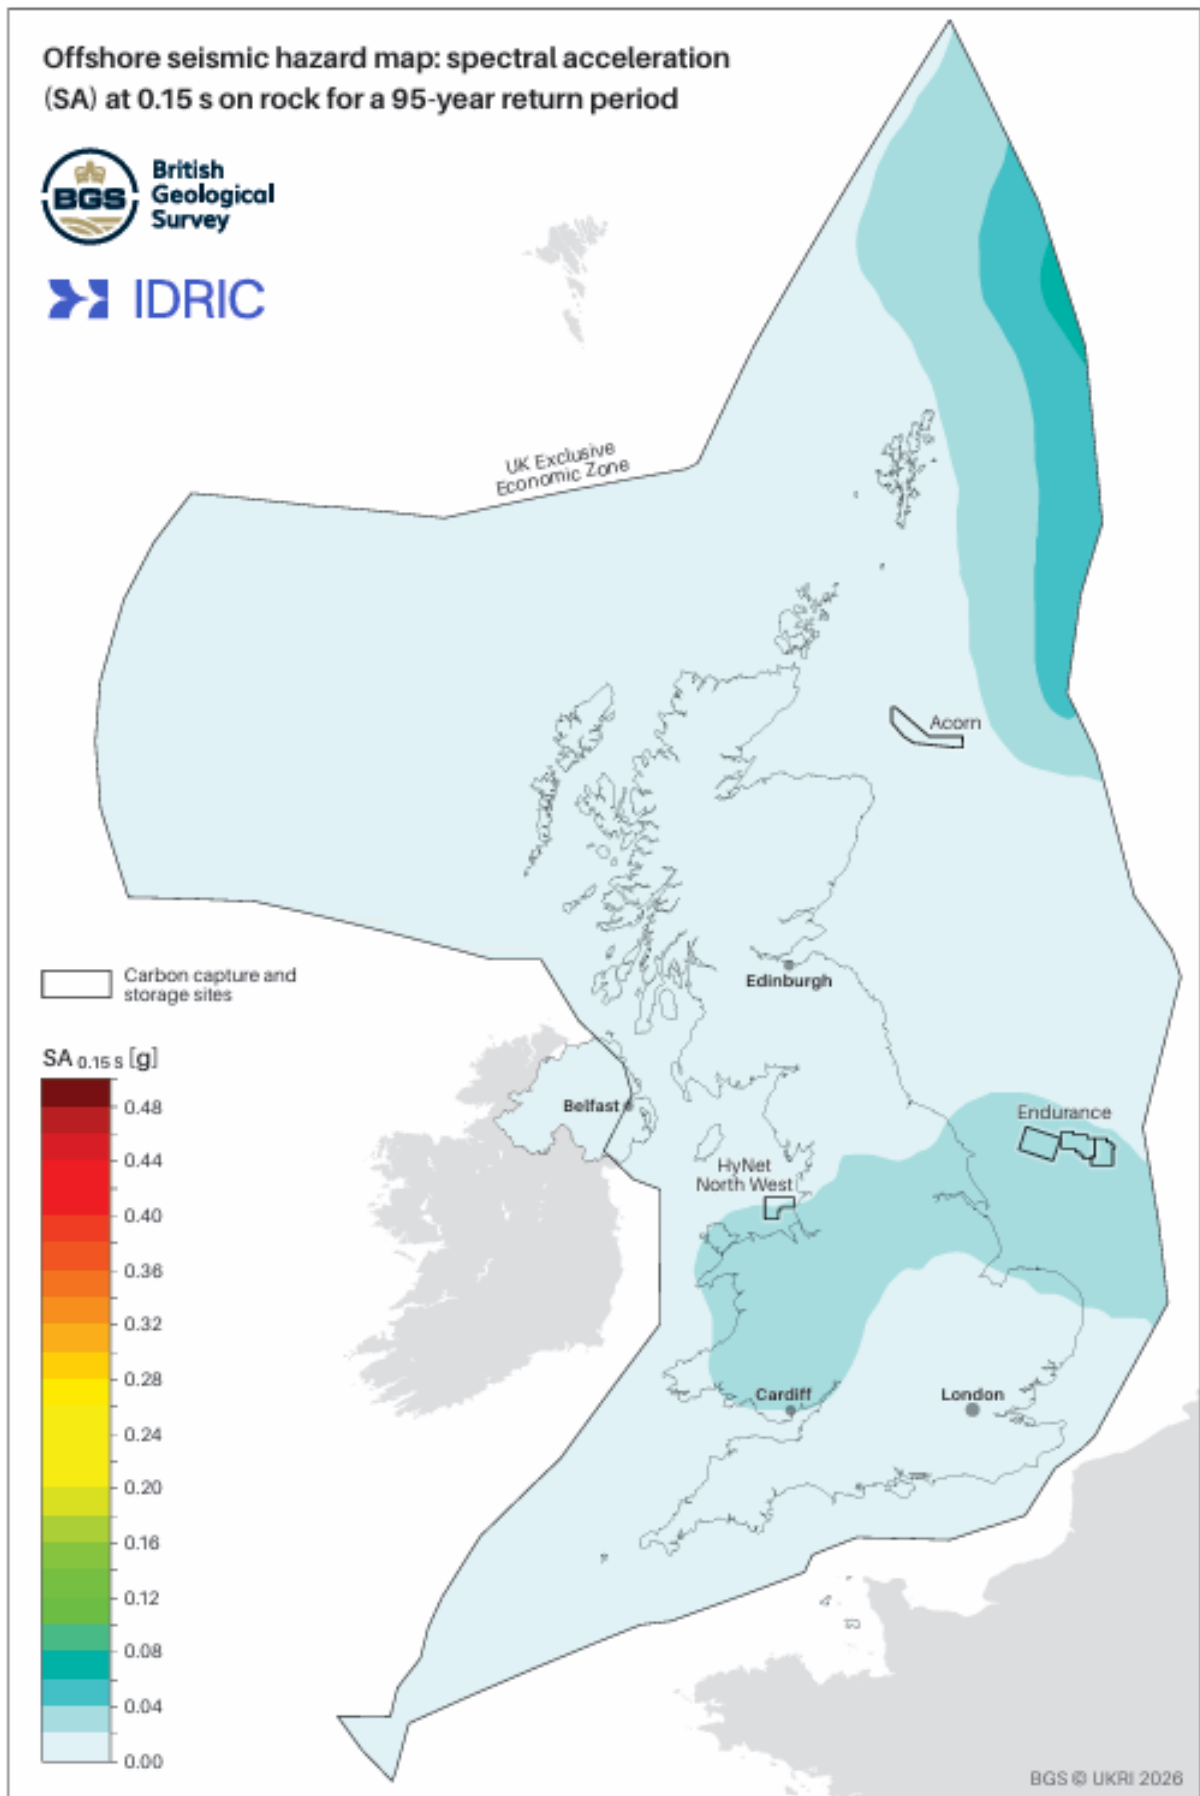 Offshore seismic hazard map: spectral acceleration
(SA) at 0.15 s on rock for a 95-year return period
BGS
British
Geological
Survey
IDRIC
UK Exclusive
Economic Zone
Acorn
Carbon capture and
storage sites
Edinburgh
SA 0.15 s [g]
Belfast
Endurance
HyNet
North West
Cardiff
London
0.48
0.44
0.40
0.36
0.32
0.28
0.24
0.20
0.16
0.12
0.08
0.04
0.00
BGS © UKRI 2026